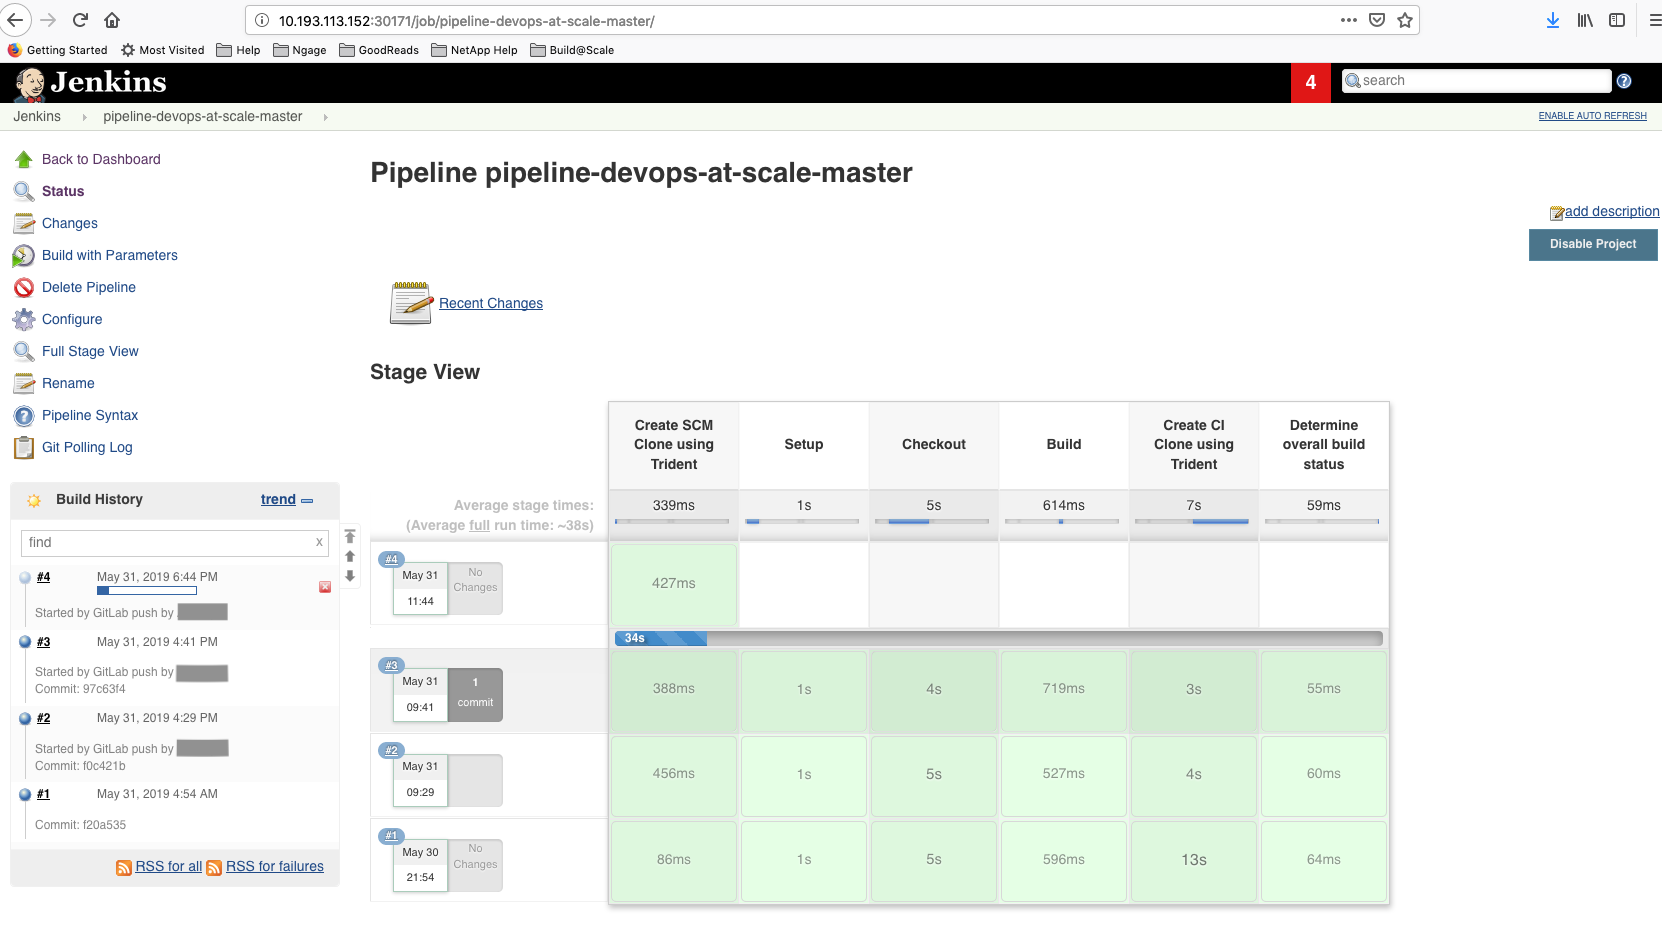 10.193.113.152:30171/job/pipeline-devops-at-scale-master/
Getting Started
Most Visited
Help
Ngage
GoodReads
NetApp Help
Build@Scale
Jenkins
4
search
Jenkins
pipeline-devops-at-scale-master
ENABLE AUTO REFRESH
Back to Dashboard
Status
Changes
Build with Parameters
Delete Pipeline
Configure
Full Stage View
Rename
Pipeline Syntax
Git Polling Log
Build History
trend
find
x
#4
May 31, 2019 6:44 PM
Started by GitLab push by
#3
May 31, 2019 4:41 PM
Started by GitLab push by
Commit: 97c63f4
#2
May 31, 2019 4:29 PM
Started by GitLab push by
Commit: f0c421b
#1
May 31, 2019 4:54 AM
Commit: f20a535
RSS for all
RSS for failures
Pipeline pipeline-devops-at-scale-master
add description
Disable Project
Recent Changes
Stage View
Create SCM
Clone using
Trident
Setup
Checkout
Build
Create CI
Clone using
Trident
Determine
overall build
status
Average stage times:
(Average full run time: ~38s)
339ms
1s
5s
614ms
7s
59ms
#4
May 31
11:44
No
Changes
427ms
34s
#3
May 31
09:41
1
commit
388ms
1s
4s
719ms
3s
55ms
#2
May 31
09:29
456ms
1s
5s
527ms
4s
60ms
#1
May 30
21:54
No
Changes
86ms
1s
5s
596ms
13s
64ms